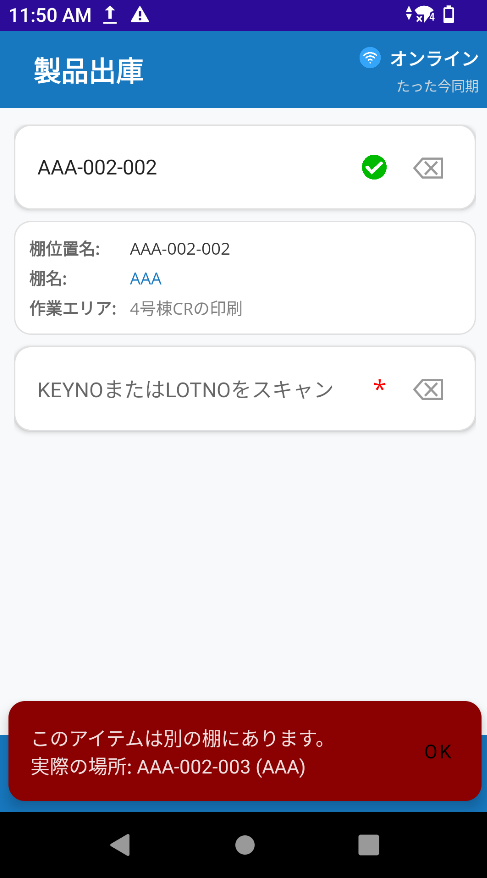 11:50 AM
4
製品出庫
オンライン
たった今同期
AAA-002-002
棚位置名: AAA-002-002
棚名: AAA
作業エリア: 4号棟CRの印刷
KEYNOまたはLOTNOをスキャン *
このアイテムは別の棚にあります。
実際の場所: AAA-002-003 (AAA)
OK